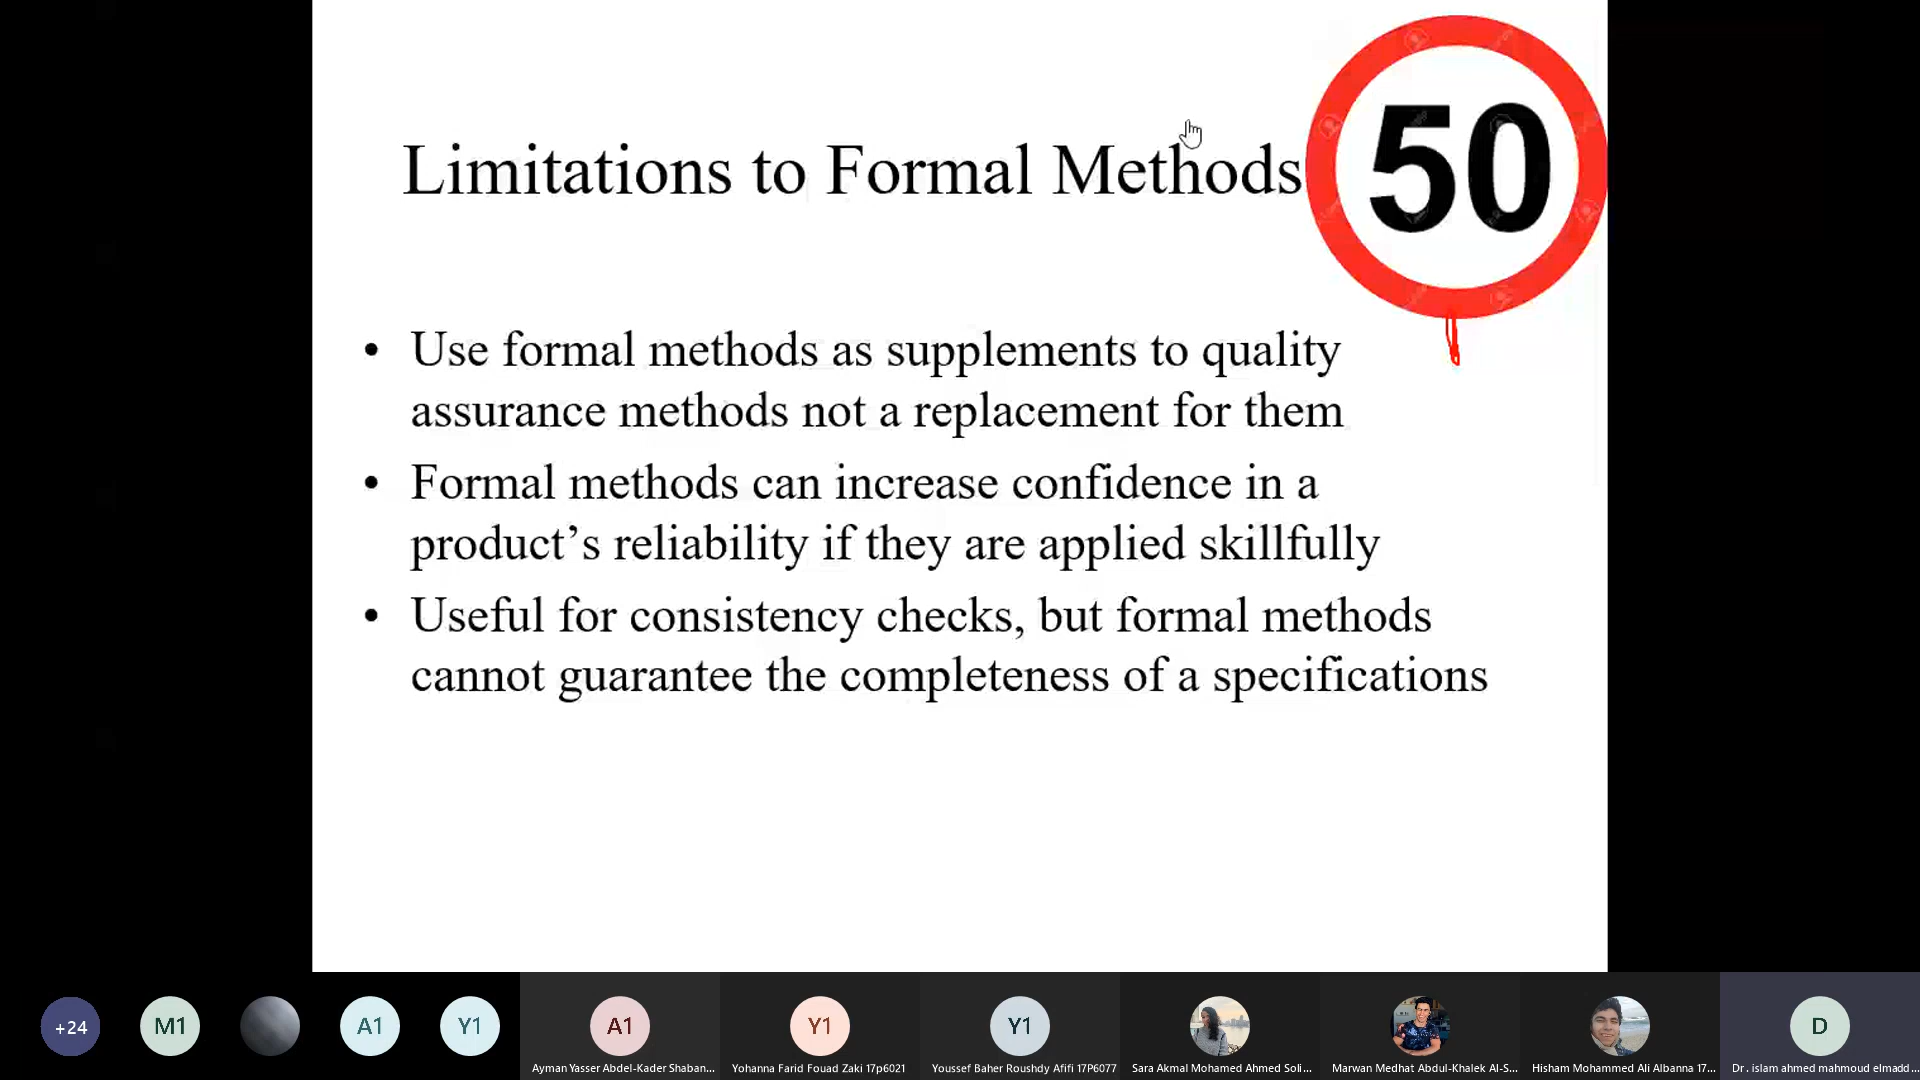 50
Limitations to Formal Methods
• Use formal methods as supplements to quality
assurance methods not a replacement for them
• Formal methods can increase confidence in a
product’s reliability if they are applied skillfully
• Useful for consistency checks, but formal methods
cannot guarantee the completeness of a specifications
+24
M1
A1
Y1
A1
Y1
Y1
D
Ayman Yasser Abdel-Kader Shaban...
Yohanna Farid Fouad Zaki 17p6021
Youssef Baher Roushdy Afifi 17P6077
Sara Akmal Mohamed Ahmed Soli...
Marwan Medhat Abdul-Khalek Al-S...
Hisham Mohammed Ali Albanna 17...
Dr. islam ahmed mahmoud elmadd...